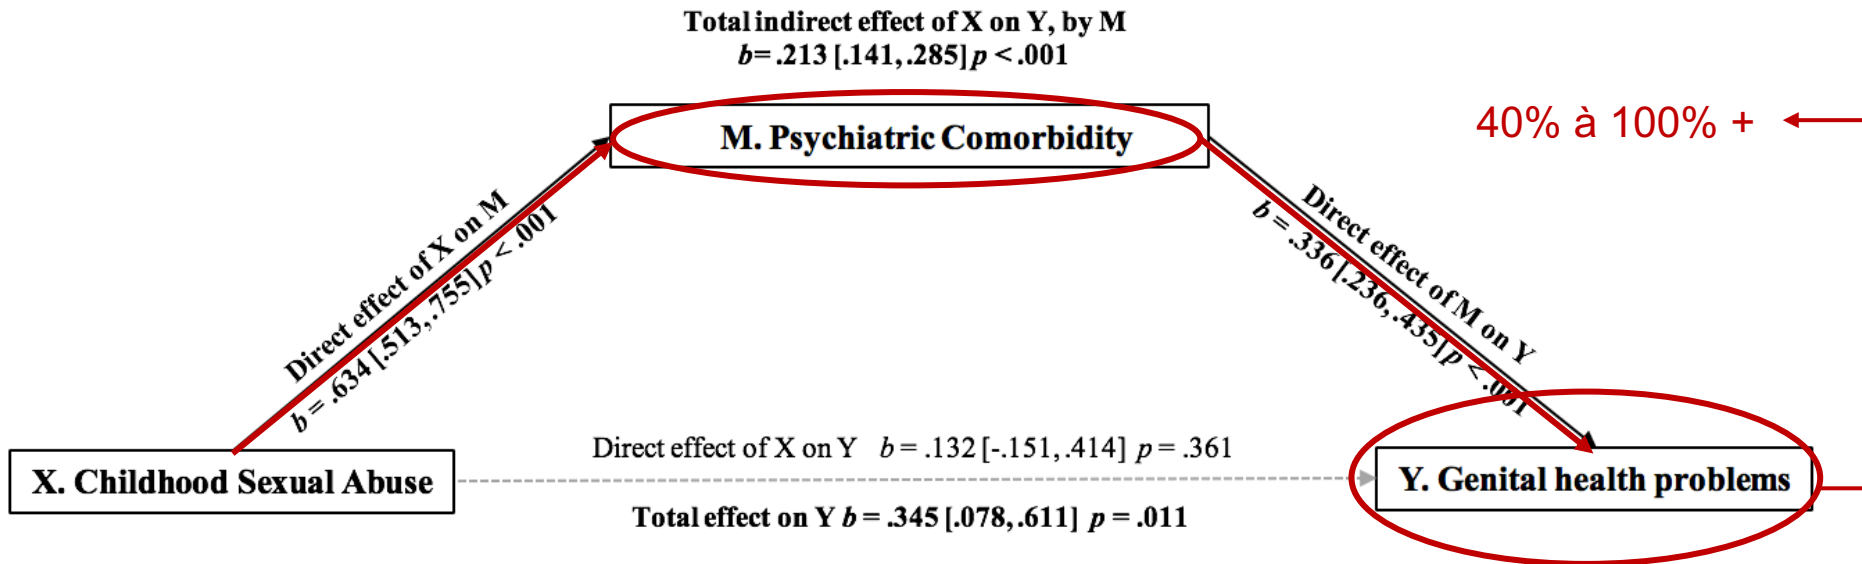 Total indirect effect of X on Y, by M
b= .213 [.141, .285] p < .001
M. Psychiatric Comorbidity
40% à 100% +
Direct effect of X on M
b = .634 [.513, .755] p < .001
Direct effect of M on Y
b = .336 [.236, .435] p < .001
Direct effect of X on Y b = .132 [-.151, .414] p = .361
X. Childhood Sexual Abuse
Y. Genital health problems
Total effect on Y b = .345 [.078, .611] p = .011